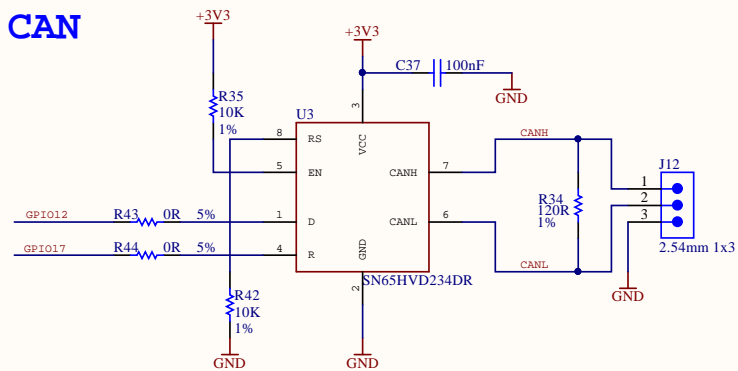 CAN
+3V3
+3V3
C37 100nF
GND
R35
10K
1%
U3
3
VCC
8 RS
5 EN
CANH 7
CANH
J12
1
2
3
2.54mm 1x3
GPIO12 R43 0R 5% 1 D
CANL 6
R34
120R
1%
GPIO17 R44 0R 5% 4 R
GND
2
CANL
SN65HVD234DR
R42
10K
1%
GND
GND
GND